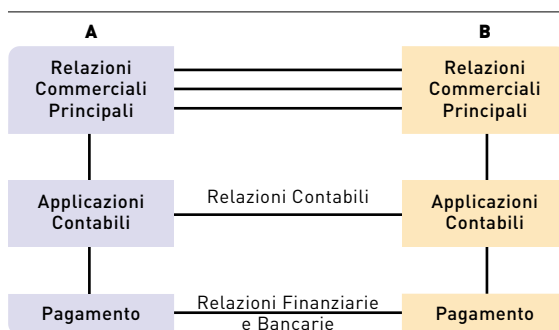 A
B
Relazioni
Commerciali
Principali
Relazioni
Commerciali
Principali
Applicazioni
Contabili
Relazioni Contabili
Applicazioni
Contabili
Pagamento
Relazioni Finanziarie
e Bancarie
Pagamento